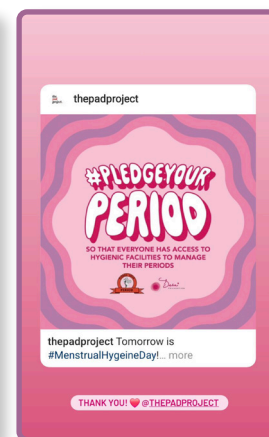 thepadproject
#PLEDGEYOUR
PERIOD
SO THAT EVERYONE HAS ACCESS TO
HYGIENIC FACILITIES TO MANAGE
THEIR PERIODS
thepadproject Tomorrow is
#MenstrualHygeineDay!... more
THANK YOU! ❤️ @THEPADPROJECT